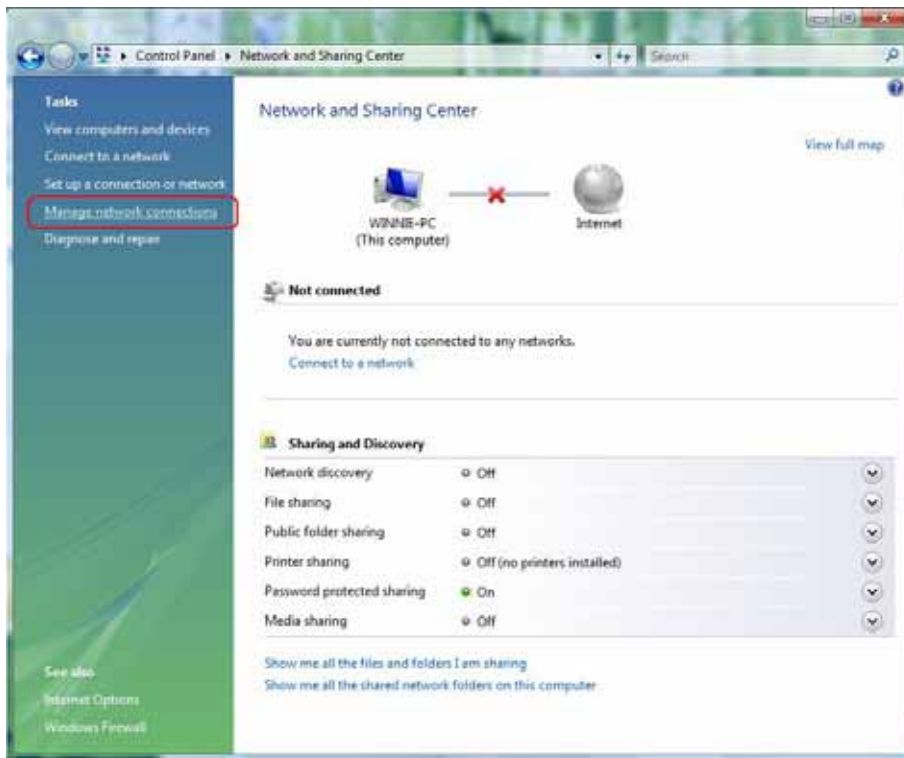 Control Panel
Network and Sharing Center
Search
Tasks
View computers and devices
Connect to a network
Set up a connection or network
Manage network connections
Diagnose and repair
See also
Internet Options
Windows Firewall
Network and Sharing Center
View full map
WINNIE-PC
(This computer)
Internet
Not connected
You are currently not connected to any networks.
Connect to a network
Sharing and Discovery
Network discovery Off
File sharing Off
Public folder sharing Off
Printer sharing Off (no printers installed)
Password protected sharing On
Media sharing Off
Show me all the files and folders I am sharing
Show me all the shared network folders on this computer